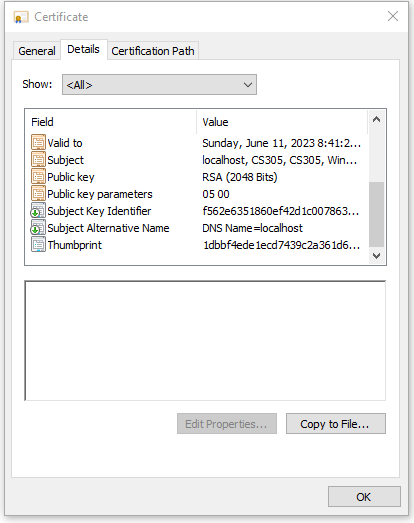 Certificate
General Details Certification Path
Show: <All>
Field Value
Valid to Sunday, June 11, 2023 8:41:2...
Subject localhost, CS305, CS305, Win...
Public key RSA (2048 Bits)
Public key parameters 05 00
Subject Key Identifier f562e6351860ef42d1c007863...
Subject Alternative Name DNS Name=localhost
Thumbprint 1dbbf4ede1ecd7439c2a361d6...
Edit Properties... Copy to File...
OK